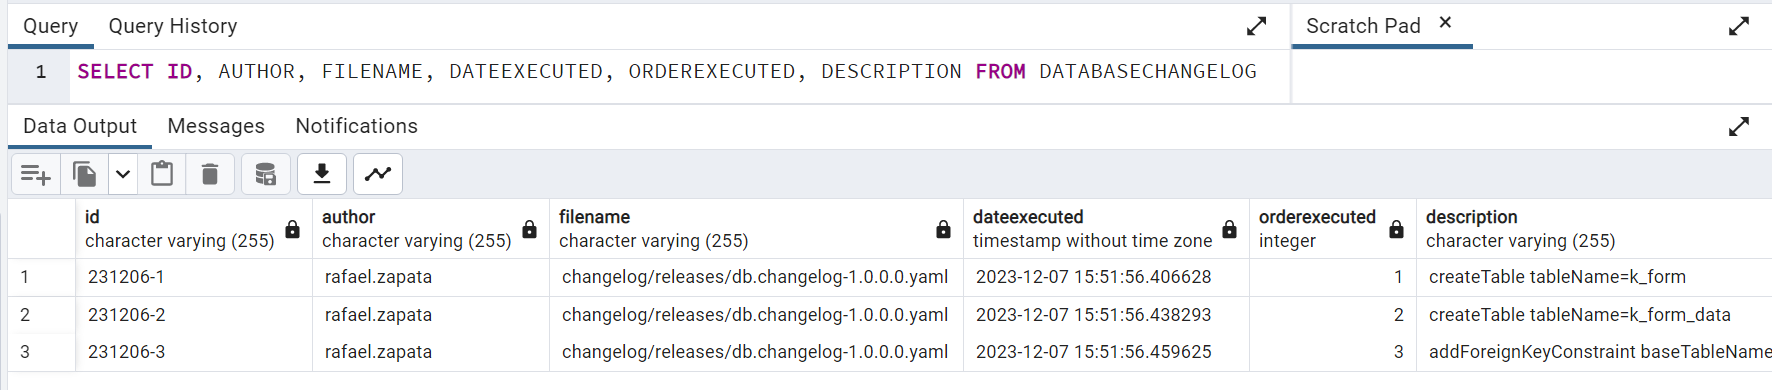 Query Query History Scratch Pad ×
1 SELECT ID, AUTHOR, FILENAME, DATEEXECUTED, ORDEREXECUTED, DESCRIPTION FROM DATABASECHANGELOG
Data Output Messages Notifications
id author filename dateexecuted orderexecuted description
character varying (255) character varying (255) character varying (255) timestamp without time zone integer character varying (255)
1 231206-1 rafael.zapata changelog/releases/db.changelog-1.0.0.0.yaml 2023-12-07 15:51:56.406628 1 createTable tableName=k_form
2 231206-2 rafael.zapata changelog/releases/db.changelog-1.0.0.0.yaml 2023-12-07 15:51:56.438293 2 createTable tableName=k_form_data
3 231206-3 rafael.zapata changelog/releases/db.changelog-1.0.0.0.yaml 2023-12-07 15:51:56.459625 3 addForeignKeyConstraint baseTableName